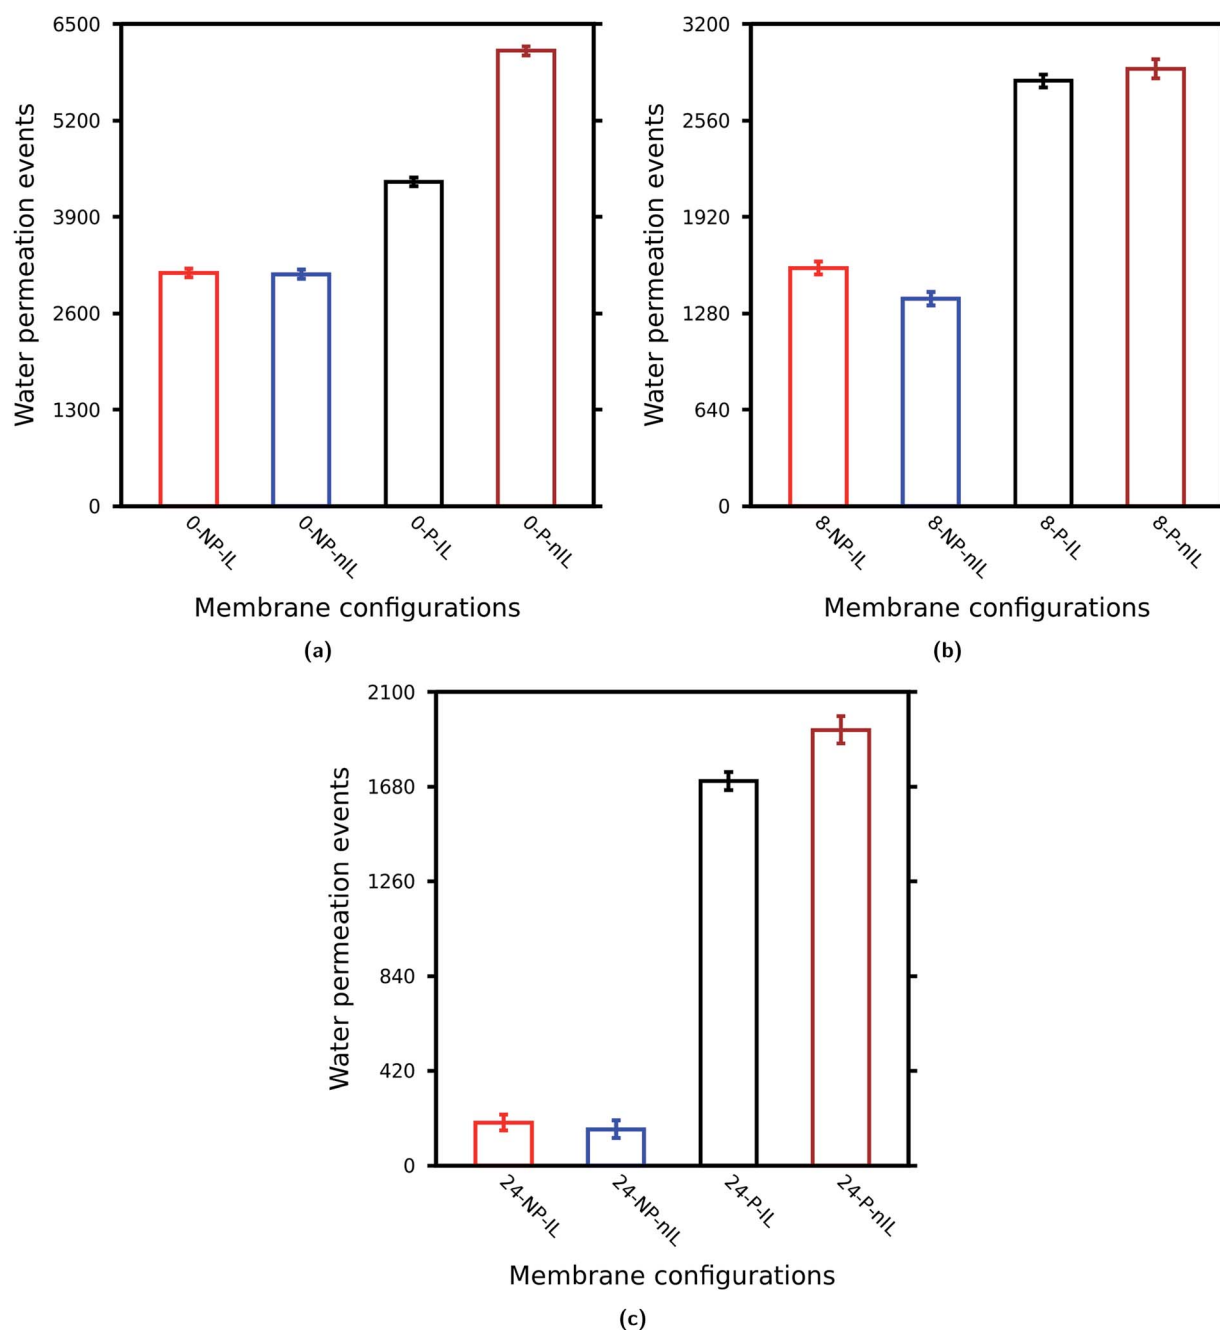 6500
5200
3900
2600
1300
0
Water permeation events
0-NP-IL
0-NP-nIL
0-P-IL
0-P-nIL
Membrane configurations
(a)
3200
2560
1920
1280
640
0
Water permeation events
8-NP-IL
8-NP-nIL
8-P-IL
8-P-nIL
Membrane configurations
(b)
2100
1680
1260
840
420
0
Water permeation events
24-NP-IL
24-NP-nIL
24-P-IL
24-P-nIL
Membrane configurations
(c)